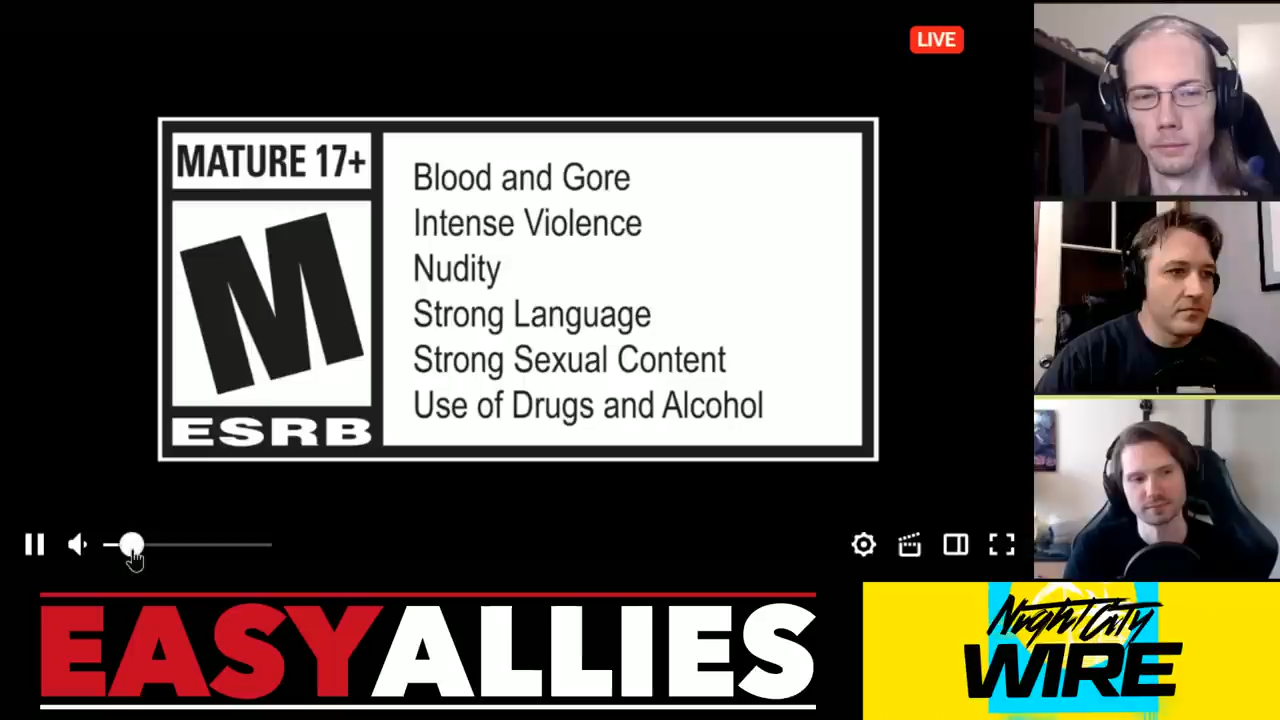 LIVE
MATURE 17+
M
ESRB
Blood and Gore
Intense Violence
Nudity
Strong Language
Strong Sexual Content
Use of Drugs and Alcohol
EASYALLIES
Night City
WIRE